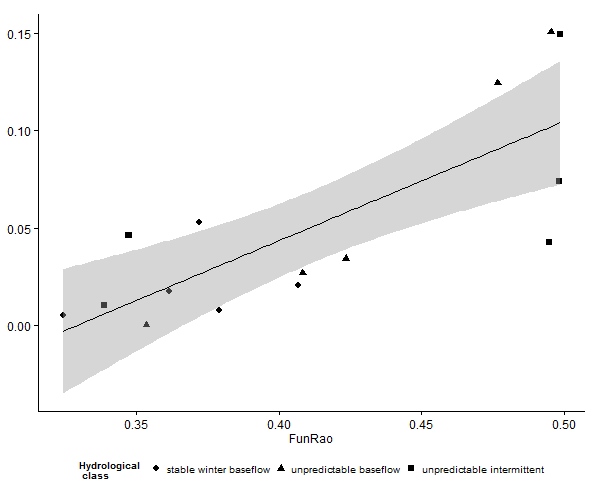 0.15
0.10
0.05
0.00
0.35 0.40 0.45 0.50
FunRao
Hydrological
class
stable winter baseflow unpredictable baseflow unpredictable intermittent